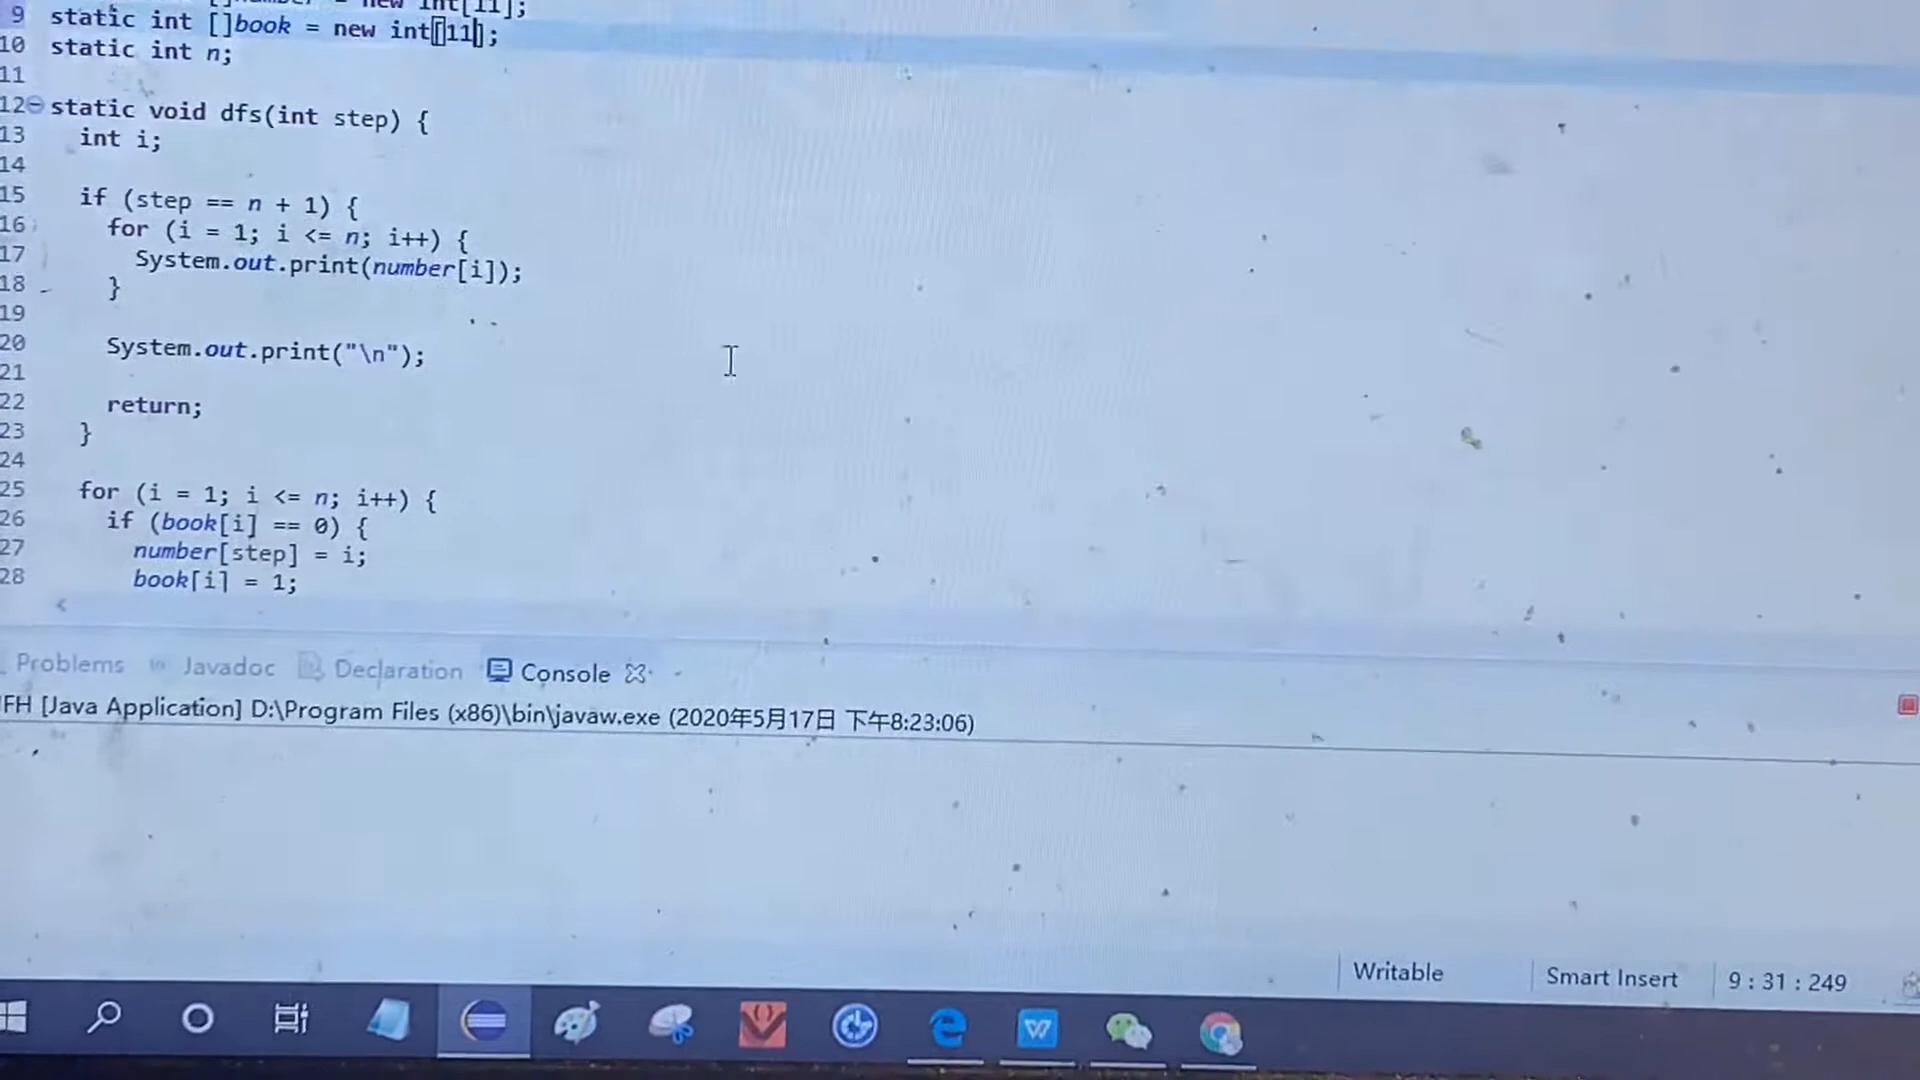 new int[11];
9 static int []book = new int[11];
10 static int n;
11
12 static void dfs(int step) {
13 int i;
14
15 if (step == n + 1) {
16 for (i = 1; i <= n; i++) {
17 System.out.print(number[i]);
18 }
19
20 System.out.print("\n");
21
22 return;
23 }
24
25 for (i = 1; i <= n; i++) {
26 if (book[i] == 0) {
27 number[step] = i;
28 book[i] = 1;
Problems Javadoc Declaration Console
FH [Java Application] D:\Program Files (x86)\bin\javaw.exe (2020年5月17日 下午8:23:06)
Writable Smart Insert 9 : 31 : 249